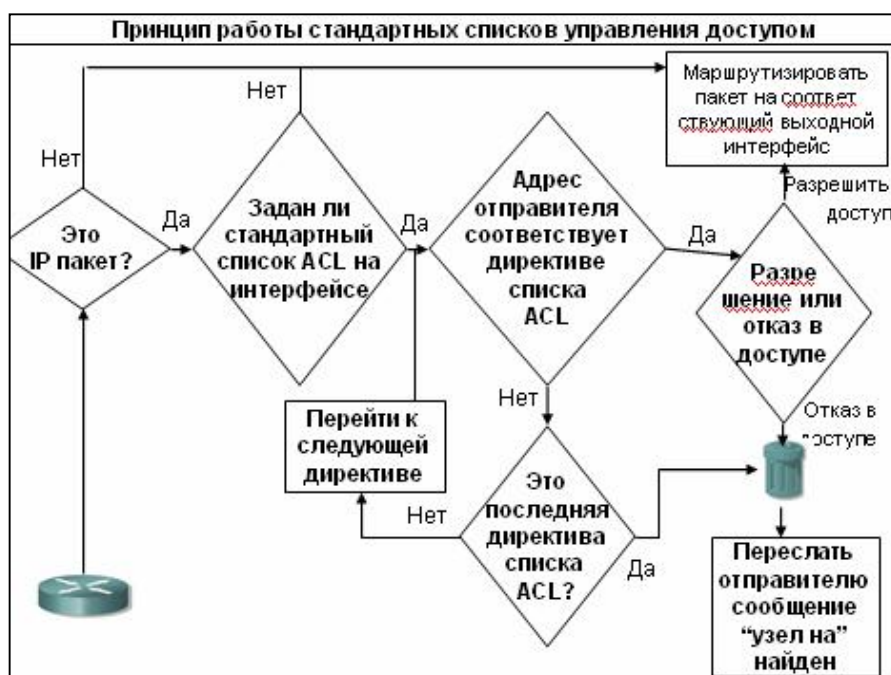 Принцип работы стандартных списков управления доступом
Нет
Нет
Маршрутизировать
пакет на соответ
ствующий выходной
интерфейс
Это
IP пакет?
Да
Задан ли
стандартный
список ACL на
интерфейсе
Да
Адрес
отправителя
соответствует
директиве
списка
ACL
Да
Разрешить
доступ
Разре
шение или
отказ в
доступе
Перейти к
следующей
директиве
Нет
Отказ в
доступе
Нет
Это
последняя
директива
списка
ACL?
Да
Переслать
отправителю
сообщение
“узел на”
найден